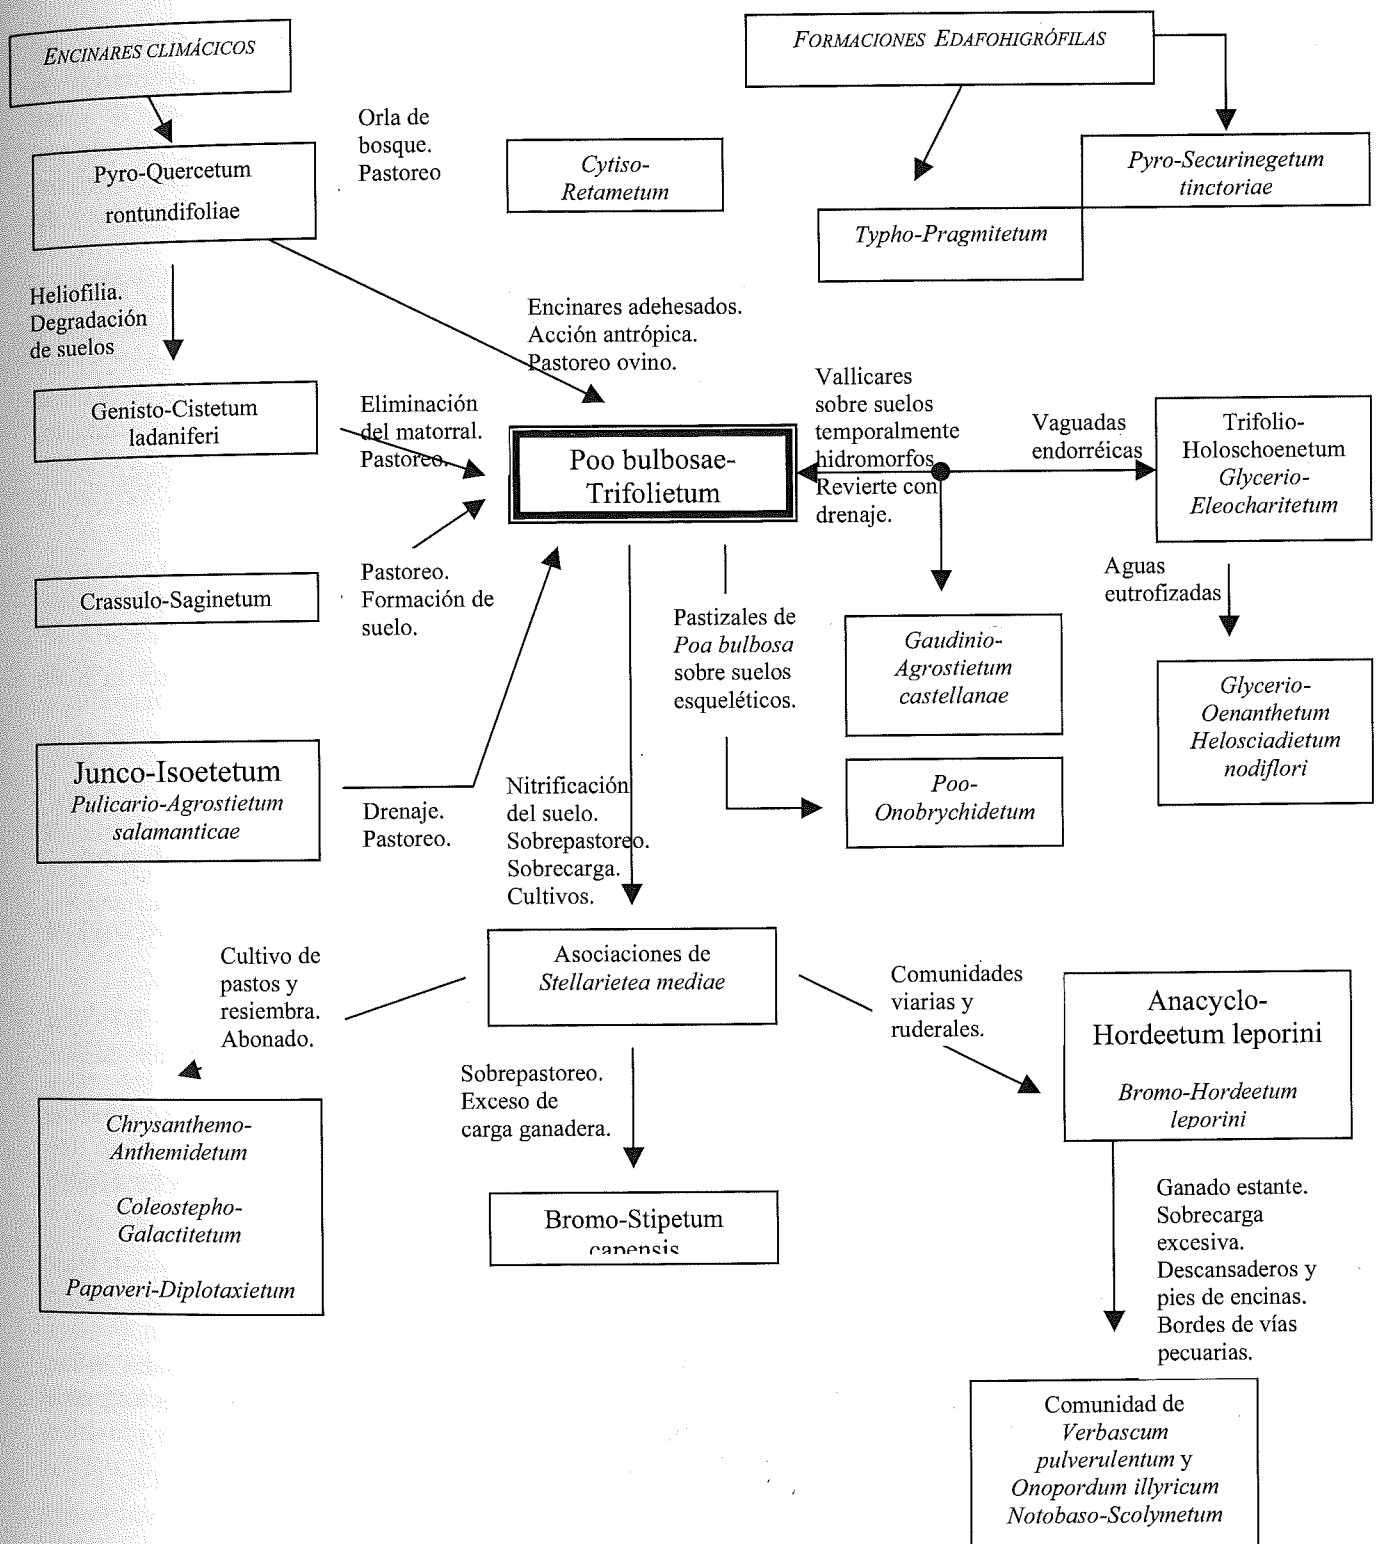 ENCINARES CLIMÁCICOS
FORMACIONES EDAFOHIGRÓFILAS
Pyro-Quercetum
rontundifoliae
Orla de
bosque.
Pastoreo
Cytiso-
Retametum
Pyro-Securinegetum
tinctoriae
Typho-Pragmitetum
Heliofilia.
Degradación
de suelos
Encinares adehesados.
Acción antrópica.
Pastoreo ovino.
Genisto-Cistetum
ladaniferi
Eliminación
del matorral.
Pastoreo.
Poo bulbosae-
Trifolietum
Vallicares
sobre suelos
temporalmente
hidromorfos
Revierte con
drenaje.
Vaguadas
endorréicas
Trifolio-
Holoschoenetum
Glycerio-
Eleocharitetum
Crassulo-Saginetum
Pastoreo.
Formación de
suelo.
Pastizales de
Poa bulbosa
sobre suelos
esqueléticos.
Gaudinio-
Agrostietum
castellanae
Aguas
eutrofizadas
Glycerio-
Oenanthetum
Helosciadietum
nodiflori
Junco-Isoetetum
Pulicario-Agrostietum
salamanticae
Drenaje.
Pastoreo.
Nitrificación
del suelo.
Sobrepastoreo.
Sobrecarga.
Cultivos.
Poo-
Onobrychidetum
Cultivo de
pastos y
resiembra.
Abonado.
Asociaciones de
Stellarietea mediae
Comunidades
viarias y
ruderales.
Anacyclo-
Hordeetum leporini
Bromo-Hordeetum
leporini
Sobrepastoreo.
Exceso de
carga ganadera.
Chrysanthemo-
Anthemidetum
Coleostepho-
Galactitetum
Papaveri-Diplotaxietum
Bromo-Stipetum
capensis
Ganado estante.
Sobrecarga
excesiva.
Descansaderos y
pies de encinas.
Bordes de vías
pecuarias.
Comunidad de
Verbascum
pulverulentum y
Onopordum illyricum
Notobaso-Scolymetum